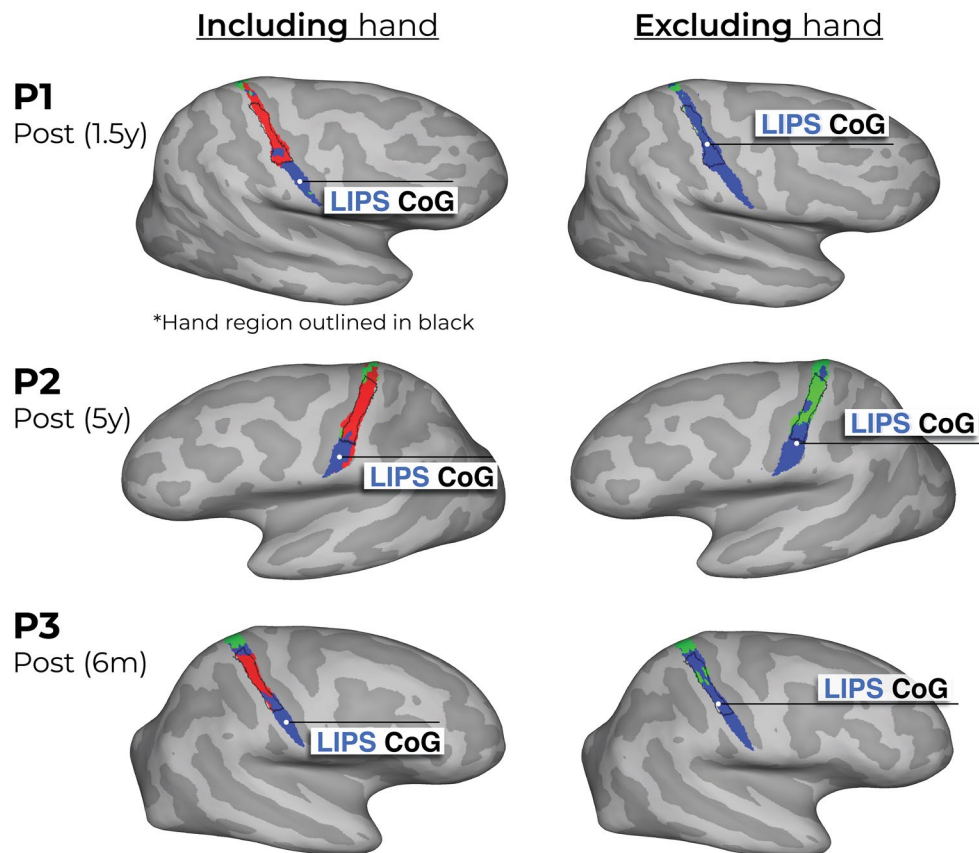 Including hand
Excluding hand
P1
Post (1.5y)
LIPS CoG
LIPS CoG
*Hand region outlined in black
P2
Post (5y)
LIPS CoG
LIPS CoG
P3
Post (6m)
LIPS CoG
LIPS CoG